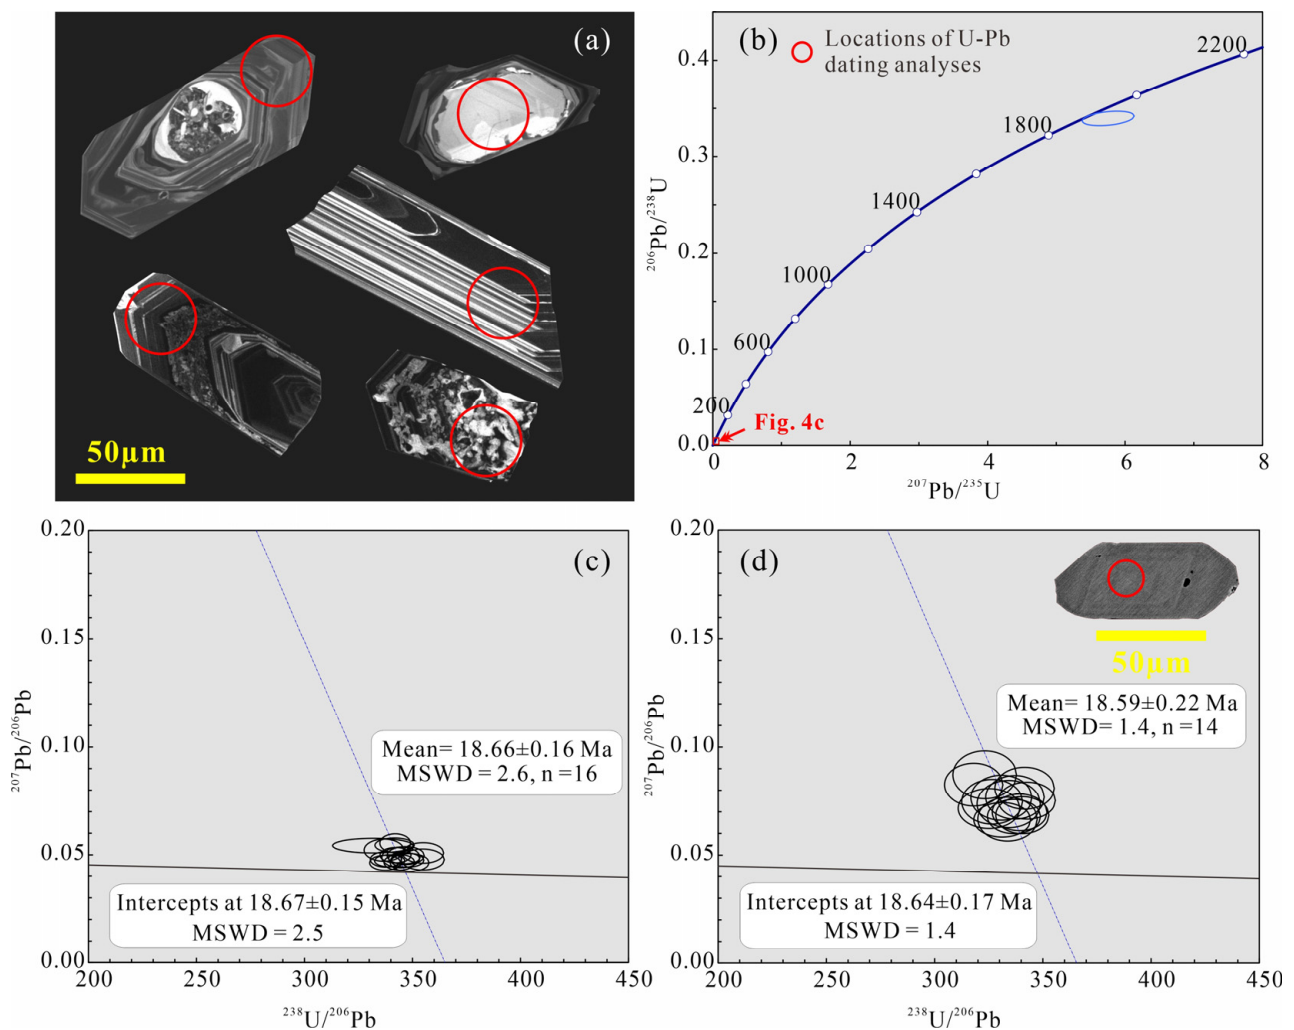 (a)
50μm
(b)
Locations of U-Pb
dating analyses
2200
1800
1400
1000
600
200
Fig. 4c
0.4
0.3
0.2
0.1
0.0
0
2
4
6
8
²⁰⁶Pb/²³⁸U
²⁰⁷Pb/²³⁵U
(c)
0.20
0.15
0.10
0.05
0.00
200
250
300
350
400
450
²⁰⁷Pb/²⁰⁶Pb
²³⁸U/²⁰⁶Pb
Mean= 18.66±0.16 Ma
MSWD = 2.6, n =16
Intercepts at 18.67±0.15 Ma
MSWD = 2.5
(d)
50μm
0.20
0.15
0.10
0.05
0.00
200
250
300
350
400
450
²⁰⁷Pb/²⁰⁶Pb
²³⁸U/²⁰⁶Pb
Mean= 18.59±0.22 Ma
MSWD= 1.4, n =14
Intercepts at 18.64±0.17 Ma
MSWD = 1.4